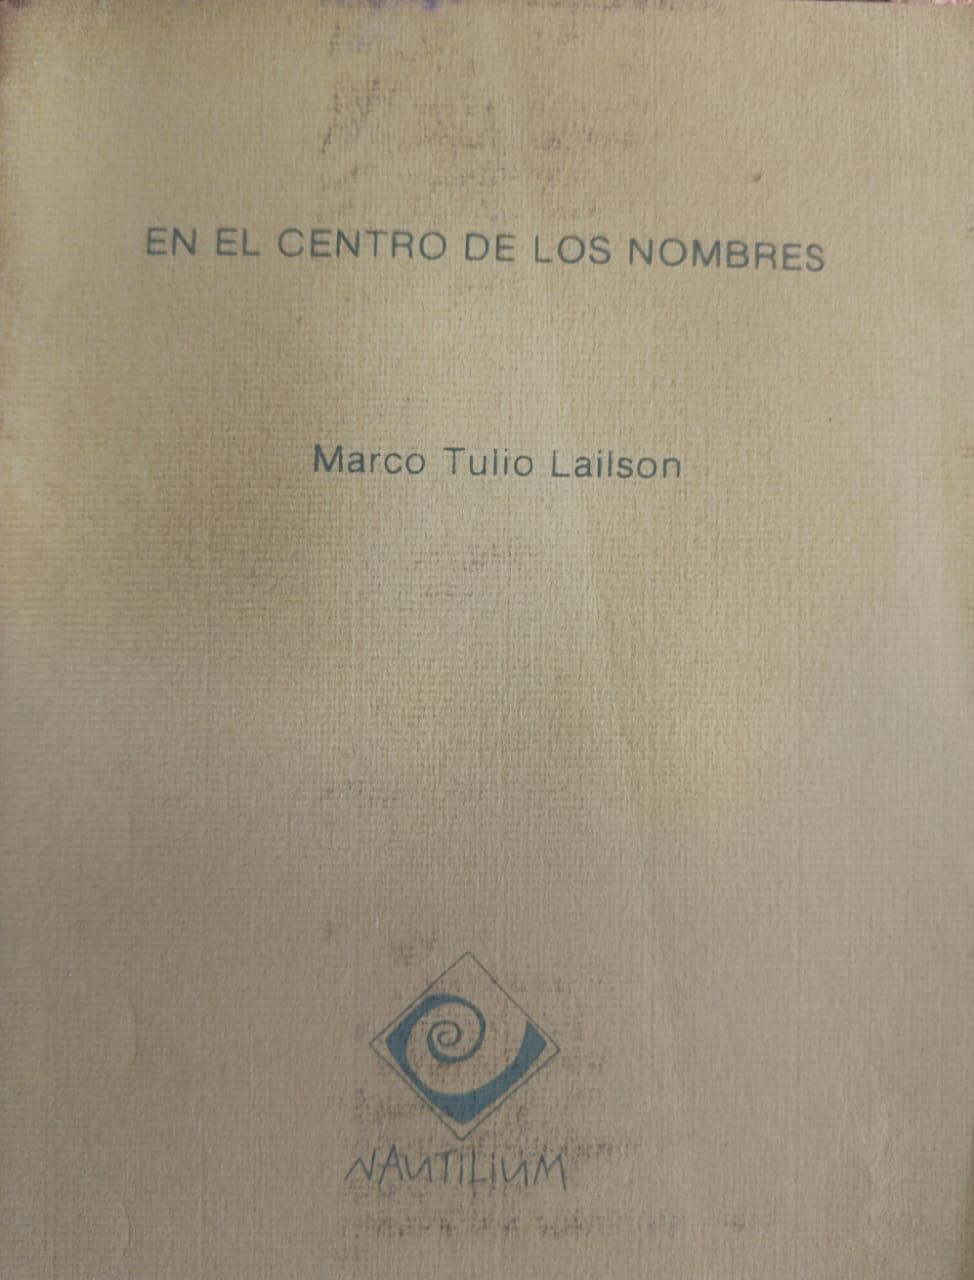 EN EL CENTRO DE LOS NOMBRES
Marco Tulio Lailson
NAUTILIUM